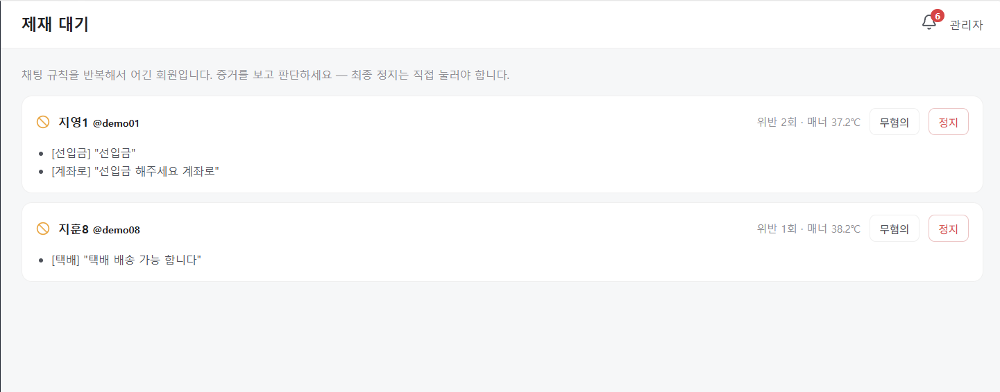 제재 대기
6
관리자
채팅 규칙을 반복해서 어긴 회원입니다. 증거를 보고 판단하세요 — 최종 정지는 직접 눌러야 합니다.
지영1 @demo01
위반 2회 · 매너 37.2℃
무혐의
정지
[선입금] "선입금"
[계좌로] "선입금 해주세요 계좌로"
지훈8 @demo08
위반 1회 · 매너 38.2℃
무혐의
정지
[택배] "택배 배송 가능 합니다"